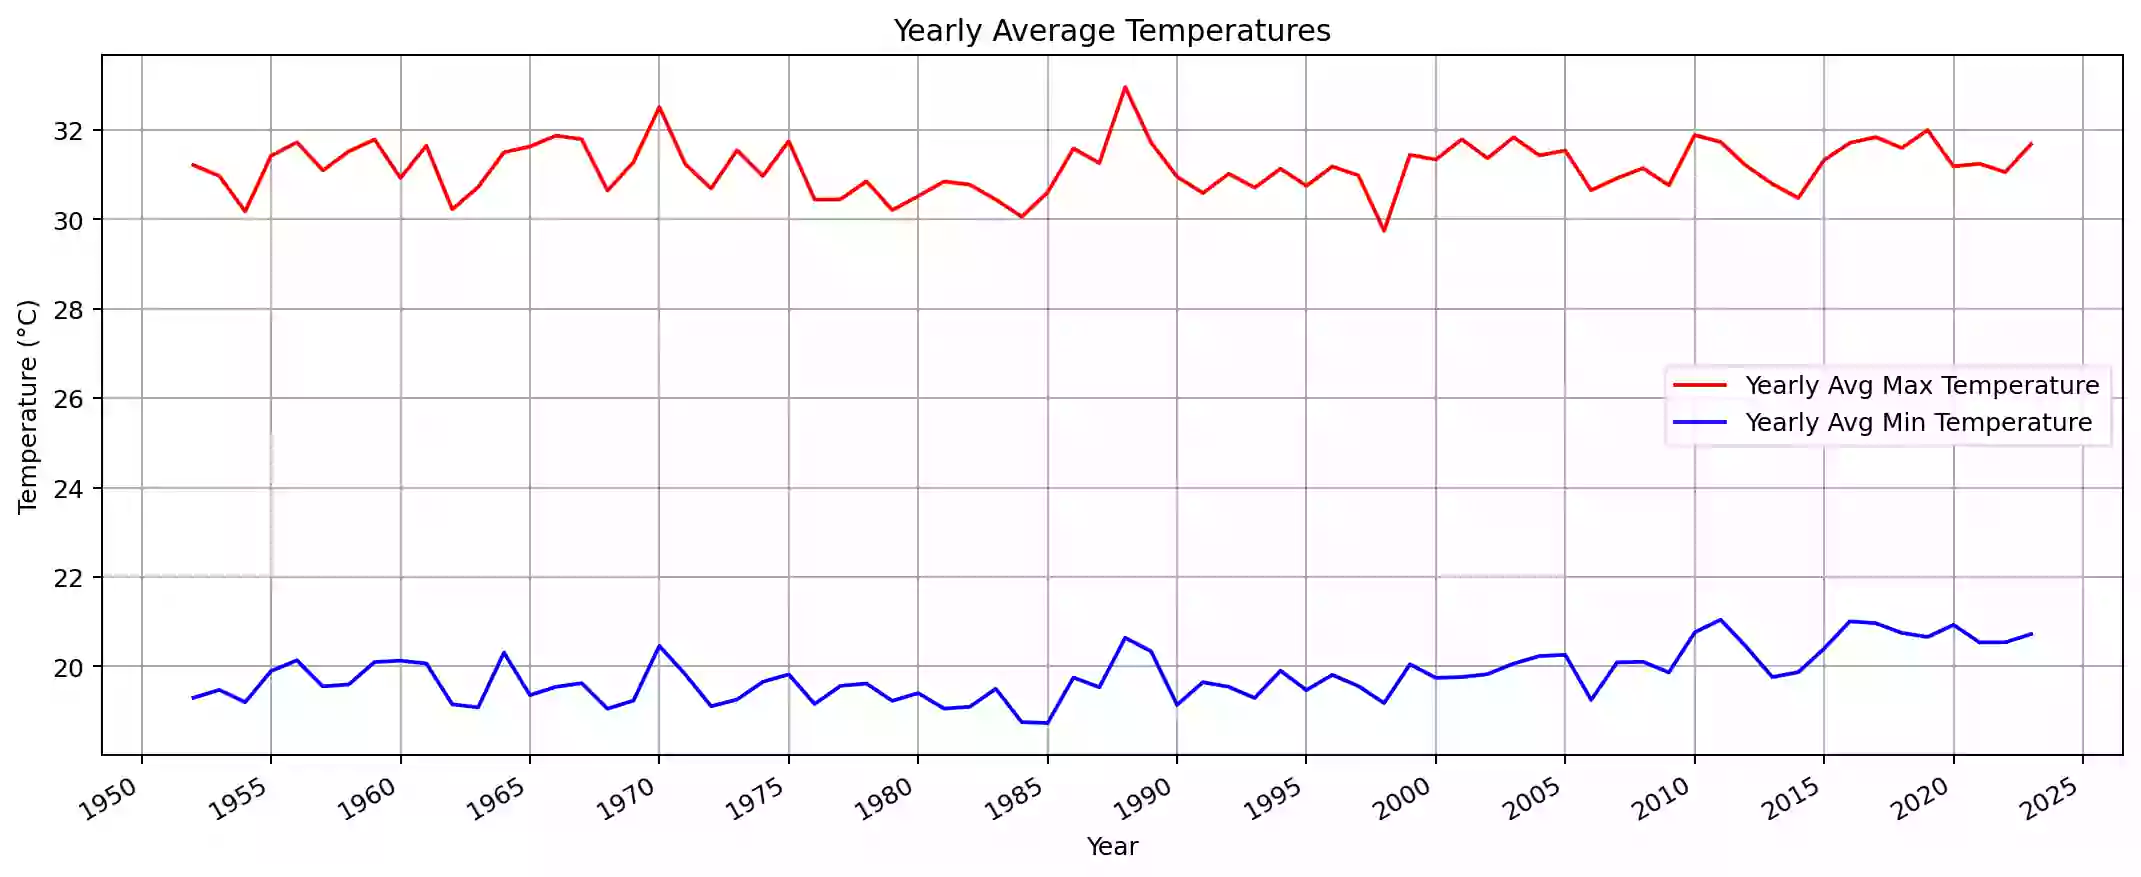 Yearly Average Temperatures
Temperature (°C)
32
30
28
26
24
22
20
Yearly Avg Max Temperature
Yearly Avg Min Temperature
1950 1955 1960 1965 1970 1975 1980 1985 1990 1995 2000 2005 2010 2015 2020 2025
Year